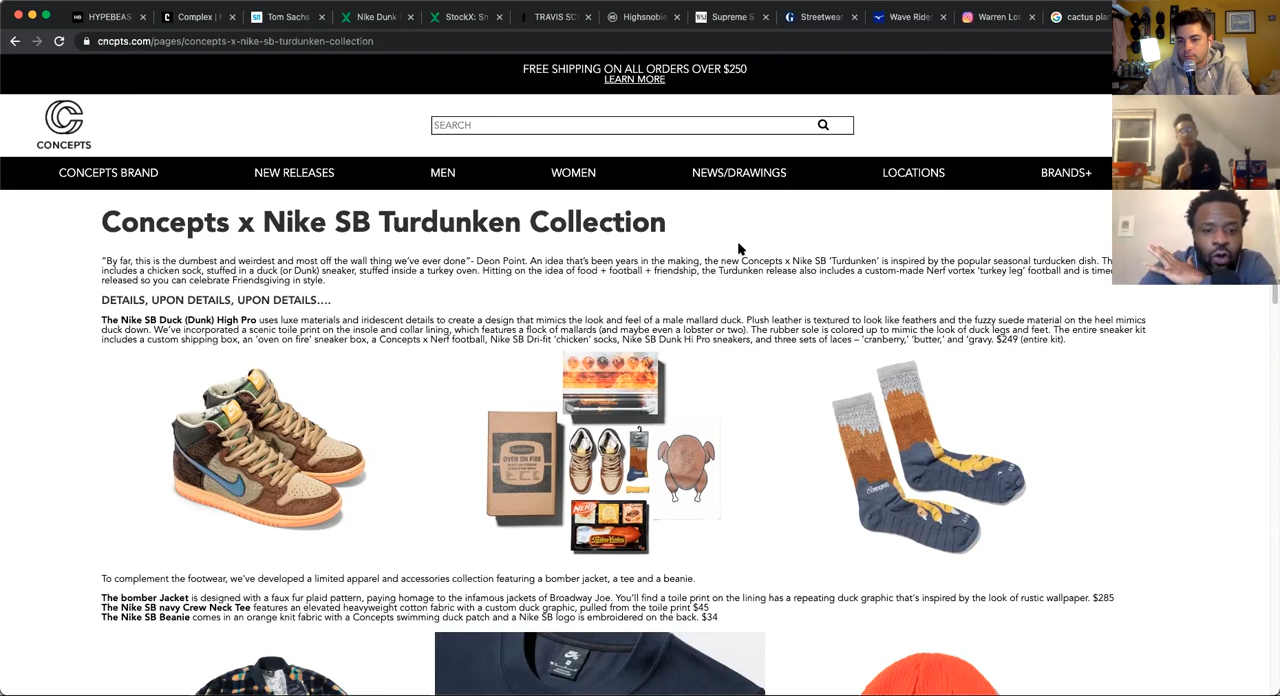 HYPEBEAS
Complex |
Tom Sachs
Nike Dunk
StockX: Sn
TRAVIS SC
Highsnobie
Supreme S
Streetwear
Wave Ride
Warren Lot
cactus plan
cncpts.com/pages/concepts-x-nike-sb-turdunken-collection
FREE SHIPPING ON ALL ORDERS OVER $250
LEARN MORE
CONCEPTS
SEARCH
CONCEPTS BRAND
NEW RELEASES
MEN
WOMEN
NEWS/DRAWINGS
LOCATIONS
BRANDS+
Concepts x Nike SB Turdunken Collection
“By far, this is the dumbest and weirdest and most off the wall thing we’ve ever done”- Deon Point. An idea that’s been years in the making, the new Concepts x Nike SB ‘Turdunken’ is inspired by the popular seasonal turducken dish. Th
includes a chicken sock, stuffed in a duck (or Dunk) sneaker, stuffed inside a turkey oven. Hitting on the idea of food + football + friendship, the Turdunken release also includes a custom-made Nerf vortex ‘turkey leg’ football and is time
released so you can celebrate Friendsgiving in style.
DETAILS, UPON DETAILS, UPON DETAILS….
The Nike SB Duck (Dunk) High Pro uses luxe materials and iridescent details to create a design that mimics the look and feel of a male mallard duck. Plush leather is textured to look like feathers and the fuzzy suede material on the heel mimics
duck down. We’ve incorporated a scenic toile print on the insole and collar lining, which features a flock of mallards (and maybe even a lobster or two). The rubber sole is colored up to mimic the look of duck legs and feet. The entire sneaker kit
includes a custom shipping box, an ‘oven on fire’ sneaker box, a Concepts x Nerf football, Nike SB Dri-fit ‘chicken’ socks, Nike SB Dunk Hi Pro sneakers, and three sets of laces – ‘cranberry,’ ‘butter,’ and ‘gravy. $249 (entire kit).
OVEN ON FIRE
NERF
Concepts
To complement the footwear, we’ve developed a limited apparel and accessories collection featuring a bomber jacket, a tee and a beanie.
The bomber Jacket is designed with a faux fur plaid pattern, paying homage to the infamous jackets of Broadway Joe. You’ll find a toile print on the lining has a repeating duck graphic that’s inspired by the look of rustic wallpaper. $285
The Nike SB navy Crew Neck Tee features an elevated heavyweight cotton fabric with a custom duck graphic, pulled from the toile print $45
The Nike SB Beanie comes in an orange knit fabric with a Concepts swimming duck patch and a Nike SB logo is embroidered on the back. $34